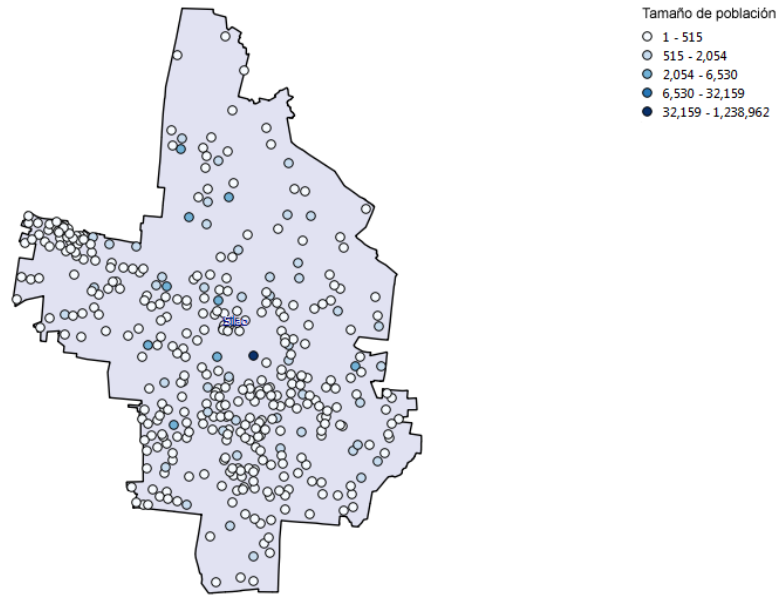 Tamaño de población
1 - 515
515 - 2,054
2,054 - 6,530
6,530 - 32,159
32,159 - 1,238,962